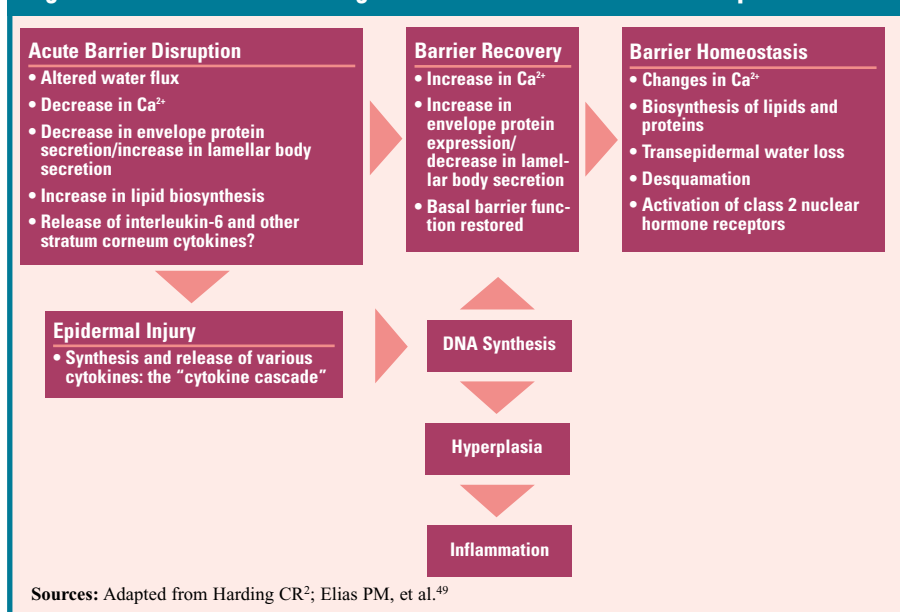 Acute Barrier Disruption
• Altered water flux
• Decrease in Ca²⁺
• Decrease in envelope protein
secretion/increase in lamellar body
secretion
• Increase in lipid biosynthesis
• Release of interleukin-6 and other
stratum corneum cytokines?
Barrier Recovery
• Increase in Ca²⁺
• Increase in
envelope protein
expression/
decrease in lamel-
lar body secretion
• Basal barrier func-
tion restored
Barrier Homeostasis
• Changes in Ca²⁺
• Biosynthesis of lipids and
proteins
• Transepidermal water loss
• Desquamation
• Activation of class 2 nuclear
hormone receptors
Epidermal Injury
• Synthesis and release of various
cytokines: the “cytokine cascade”
DNA Synthesis
Hyperplasia
Inflammation
Sources: Adapted from Harding CR²; Elias PM, et al.⁴⁹